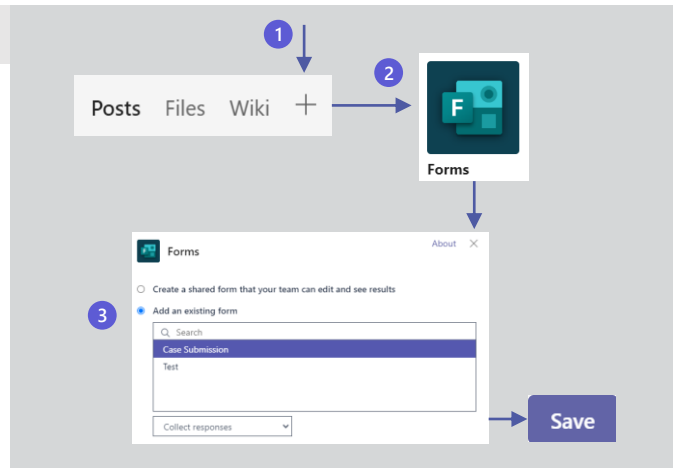 1
2
Posts Files Wiki +
F
Forms
Forms About ×
Create a shared form that your team can edit and see results
3
Add an existing form
Search
Case Submission
Test
Collect responses
Save